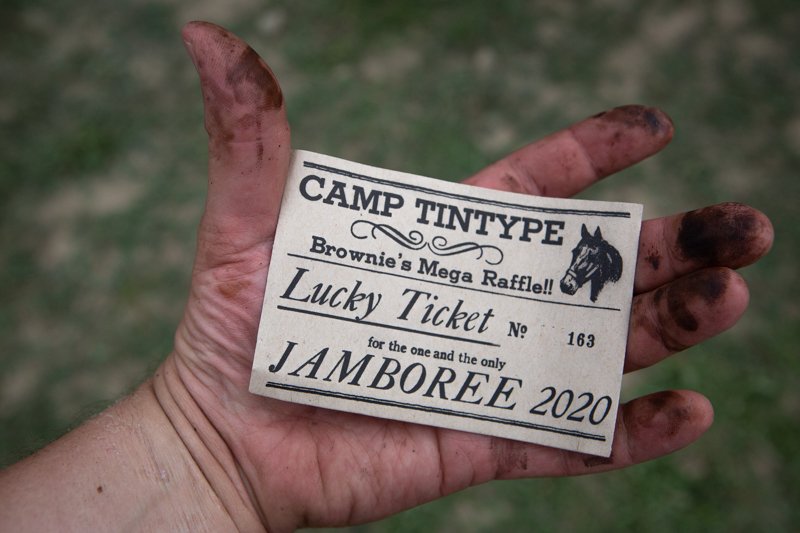 CAMP TINTYPE
Brownie's Mega Raffle!!
Lucky Ticket № 163
for the one and the only
JAMBOREE 2020